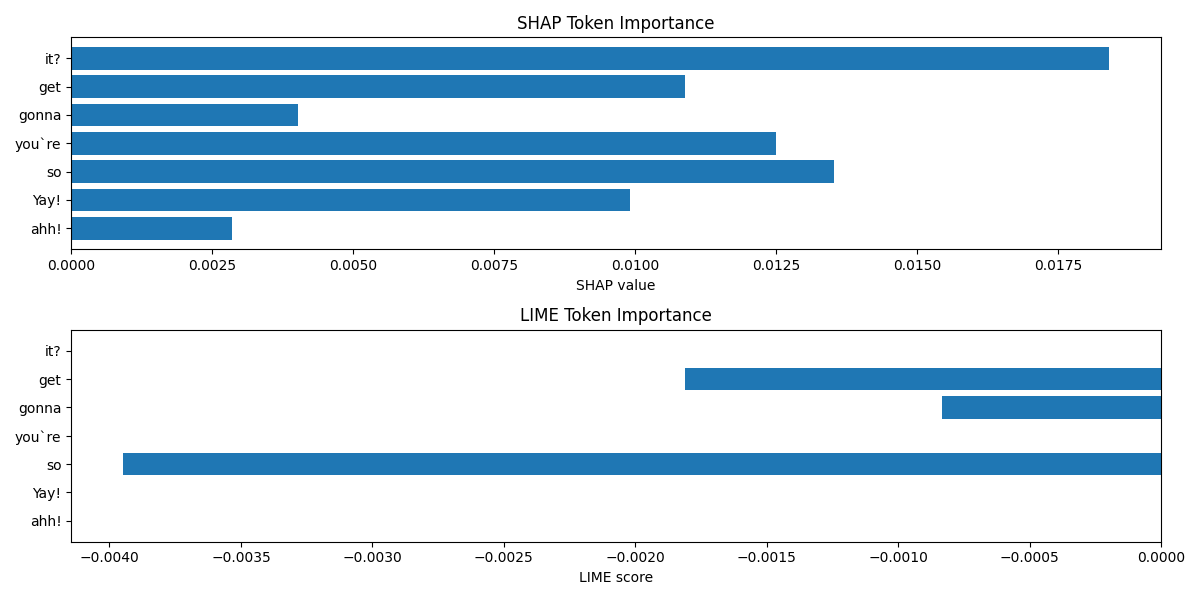 SHAP Token Importance
it?
get
gonna
you`re
so
Yay!
ahh!
0.0000 0.0025 0.0050 0.0075 0.0100 0.0125 0.0150 0.0175
SHAP value
LIME Token Importance
it?
get
gonna
you`re
so
Yay!
ahh!
−0.0040 −0.0035 −0.0030 −0.0025 −0.0020 −0.0015 −0.0010 −0.0005 0.0000
LIME score